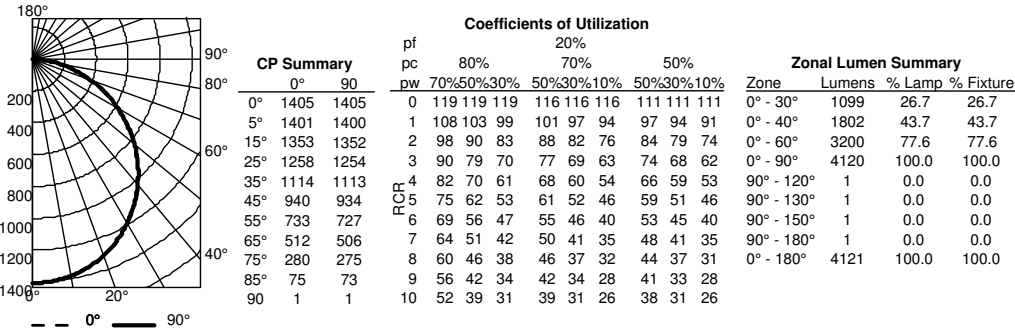 180°
90°
80°
60°
40°
200
400
600
800
1000
1200
1400
0° 20°
0° 90°
CP Summary
0° 90
0° 1405 1405
5° 1401 1400
15° 1353 1352
25° 1258 1254
35° 1114 1113
45° 940 934
55° 733 727
65° 512 506
75° 280 275
85° 75 73
90 1 1
Coefficients of Utilization
pf 20%
pc 80% 70% 50%
pw 70%50%30% 50%30%10% 50%30%10%
RCR
0 119 119 119 116 116 116 111 111 111
1 108 103 99 101 97 94 97 94 91
2 98 90 83 88 82 76 84 79 74
3 90 79 70 77 69 63 74 68 62
4 82 70 61 68 60 54 66 59 53
5 75 62 53 61 52 46 59 51 46
6 69 56 47 55 46 40 53 45 40
7 64 51 42 50 41 35 48 41 35
8 60 46 38 46 37 32 44 37 31
9 56 42 34 42 34 28 41 33 28
10 52 39 31 39 31 26 38 31 26
Zonal Lumen Summary
Zone Lumens % Lamp % Fixture
0° - 30° 1099 26.7 26.7
0° - 40° 1802 43.7 43.7
0° - 60° 3200 77.6 77.6
0° - 90° 4120 100.0 100.0
90° - 120° 1 0.0 0.0
90° - 130° 1 0.0 0.0
90° - 150° 1 0.0 0.0
90° - 180° 1 0.0 0.0
0° - 180° 4121 100.0 100.0